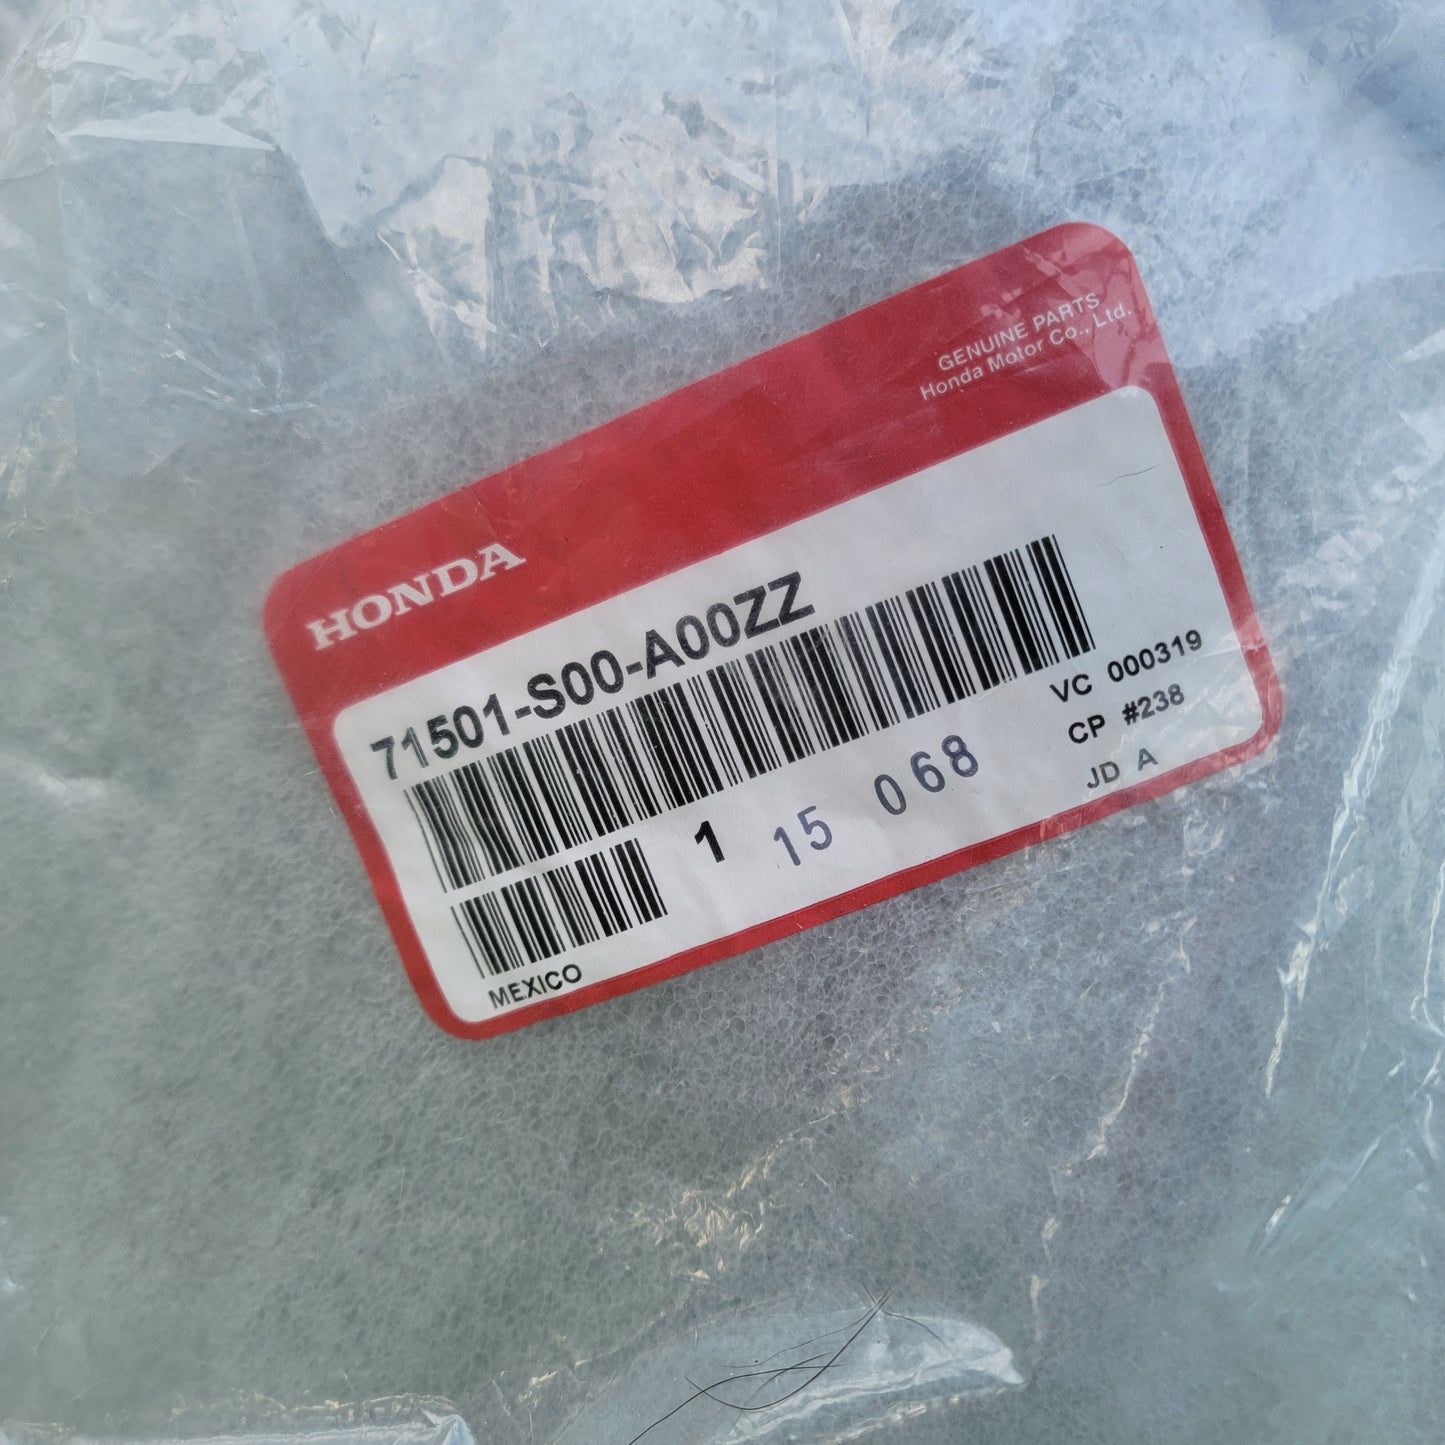 GENUINE PARTS
Honda Motor Co., Ltd.
HONDA
71501-S00-A00ZZ
VC 000319
CP #238
JD A
1 15 068
MEXICO